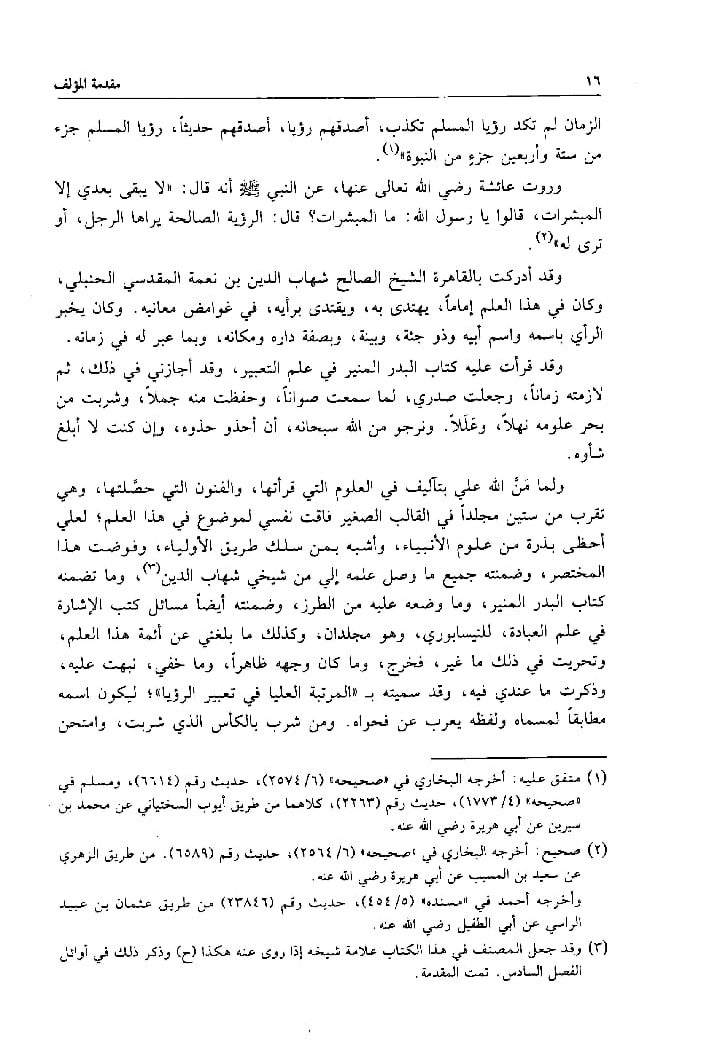 ١٦ مقدمة المؤلف
الزمان لم تكد رؤيا المسلم تكذب، أصدقهم رؤيا، أصدقهم حديثاً، رؤيا المسلم جزء
من ستة وأربعين جزءٍ من النبوة»(١).
وروت عائشة رضي الله تعالى عنها، عن النبي ﷺ أنه قال: «لا يبقى بعدي إلا
المبشرات، قالوا يا رسول الله: ما المبشرات؟ قال: الرؤية الصالحة يراها الرجل، أو
ترى له»(٢).
وقد أدركت بالقاهرة الشيخ الصالح شهاب الدين بن نعمة المقدسي الحنبلي،
وكان في هذا العلم إماماً، يهتدى به، ويقتدى برأيه، في غوامض معانيه. وكان يخبر
الرأي باسمه واسم أبيه وذو جثة، وبينة، وبصفة داره ومكانه، وبما عبر له في زمانه.
وقد قرأت عليه كتاب البدر المنير في علم التعبير، وقد أجازني في ذلك، ثم
لازمته زماناً، وجعلت صدري، لما سمعت صواناً، وحفظت منه جملاً، وشربت من
بحر علومه نهلاً، وعَلَلاً. ونرجو من الله سبحانه، أن أحذو حذوه، وإن كنت لا أبلغ
شأوه.
ولما مَنَّ الله علي بتآليف في العلوم التي قرأتها، والفنون التي حصَّلتها، وهي
تقرب من ستين مجلداً في القالب الصغير فاقت نفسي لموضوع في هذا العلم؛ لعلي
أحظى بذرة من علوم الأنبياء، وأشبه بمن سلك طريق الأولياء، وفوضت هذا
المختصر، وضمنته جميع ما وصل علمه إلي من شيخي شهاب الدين(٣)، وما تضمنه
كتاب البدر المنير، وما وضعه عليه من الطرز، وضمنته أيضاً مسائل كتب الإشارة
في علم العبادة، للتيسابوري، وهو مجلدان، وكذلك ما بلغني عن أئمة هذا العلم،
وتحريت في ذلك ما غبر، فخرج، وما كان وجهه ظاهراً، وما خفي، نبهت عليه،
وذكرت ما عندي فيه، وقد سميته بـ «المرتبة العليا في تعبير الرؤيا»؛ ليكون اسمه
مطابقاً لمسماه ولفظه يعرب عن فحواه. ومن شرب بالكأس الذي شربت، وامتحن
(١) متفق عليه: أخرجه البخاري في «صحيحه» (٦/ ٢٥٧٤)، حديث رقم (٦٦١٤)، ومسلم في
«صحيحه» (٤/ ١٧٧٣)، حديث رقم (٢٢٦٣)، كلاهما من طريق أيوب السختياني عن محمد بن
سيرين عن أبي هريرة رضي الله عنه.
(٢) صحيح: أخرجه البخاري في «صحيحه» (٦/ ٢٥٦٤)، حديث رقم (٦٥٨٩). من طريق الزهري
عن سعيد بن المسيب عن أبي هريرة رضي الله عنه.
وأخرجه أحمد في «مسنده» (٥/ ٤٥٤)، حديث رقم (٢٣٨٤٦) من طريق عثمان بن عبيد
الراسي عن أبي الطفيل رضي الله عنه.
(٣) وقد جعل المصنف في هذا الكتاب علامة شيخه إذا روى عنه هكذا (ح) وذكر ذلك في أوائل
الفصل السادس. تمت المقدمة.